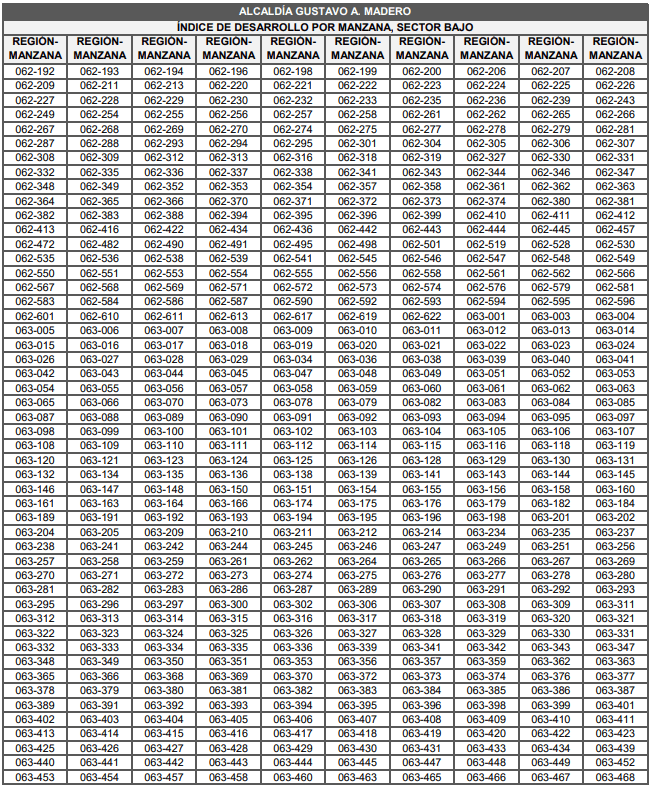 ALCALDÍA GUSTAVO A. MADERO
ÍNDICE DE DESARROLLO POR MANZANA, SECTOR BAJO
REGIÓN- REGIÓN- REGIÓN- REGIÓN- REGIÓN- REGIÓN- REGIÓN- REGIÓN- REGIÓN- REGIÓN-
MANZANA MANZANA MANZANA MANZANA MANZANA MANZANA MANZANA MANZANA MANZANA MANZANA
062-192 062-193 062-194 062-196 062-198 062-199 062-200 062-206 062-207 062-208
062-209 062-211 062-213 062-220 062-221 062-222 062-223 062-224 062-225 062-226
062-227 062-228 062-229 062-230 062-232 062-233 062-235 062-236 062-239 062-243
062-249 062-254 062-255 062-256 062-257 062-258 062-261 062-262 062-265 062-266
062-267 062-268 062-269 062-270 062-274 062-275 062-277 062-278 062-279 062-281
062-287 062-288 062-293 062-294 062-295 062-301 062-304 062-305 062-306 062-307
062-308 062-309 062-312 062-313 062-316 062-318 062-319 062-327 062-330 062-331
062-332 062-335 062-336 062-337 062-338 062-341 062-343 062-344 062-346 062-347
062-348 062-349 062-352 062-353 062-354 062-357 062-358 062-361 062-362 062-363
062-364 062-365 062-366 062-370 062-371 062-372 062-373 062-374 062-380 062-381
062-382 062-383 062-388 062-394 062-395 062-396 062-399 062-410 062-411 062-412
062-413 062-416 062-422 062-434 062-436 062-442 062-443 062-444 062-445 062-457
062-472 062-482 062-490 062-491 062-495 062-498 062-501 062-519 062-528 062-530
062-535 062-536 062-538 062-539 062-541 062-545 062-546 062-547 062-548 062-549
062-550 062-551 062-553 062-554 062-555 062-556 062-558 062-561 062-562 062-566
062-567 062-568 062-569 062-571 062-572 062-573 062-574 062-576 062-579 062-581
062-583 062-584 062-586 062-587 062-590 062-592 062-593 062-594 062-595 062-596
062-601 062-610 062-611 062-613 062-617 062-619 062-622 063-001 063-003 063-004
063-005 063-006 063-007 063-008 063-009 063-010 063-011 063-012 063-013 063-014
063-015 063-016 063-017 063-018 063-019 063-020 063-021 063-022 063-023 063-024
063-026 063-027 063-028 063-029 063-034 063-036 063-038 063-039 063-040 063-041
063-042 063-043 063-044 063-045 063-047 063-048 063-049 063-051 063-052 063-053
063-054 063-055 063-056 063-057 063-058 063-059 063-060 063-061 063-062 063-063
063-065 063-066 063-070 063-073 063-078 063-079 063-082 063-083 063-084 063-085
063-087 063-088 063-089 063-090 063-091 063-092 063-093 063-094 063-095 063-097
063-098 063-099 063-100 063-101 063-102 063-103 063-104 063-105 063-106 063-107
063-108 063-109 063-110 063-111 063-112 063-114 063-115 063-116 063-118 063-119
063-120 063-121 063-123 063-124 063-125 063-126 063-128 063-129 063-130 063-131
063-132 063-134 063-135 063-136 063-138 063-139 063-141 063-143 063-144 063-145
063-146 063-147 063-148 063-150 063-151 063-154 063-155 063-156 063-158 063-160
063-161 063-163 063-164 063-166 063-174 063-175 063-176 063-179 063-182 063-184
063-189 063-191 063-192 063-193 063-194 063-195 063-196 063-198 063-201 063-202
063-204 063-205 063-209 063-210 063-211 063-212 063-214 063-234 063-235 063-237
063-238 063-241 063-242 063-244 063-245 063-246 063-247 063-249 063-251 063-256
063-257 063-258 063-259 063-261 063-262 063-264 063-265 063-266 063-267 063-269
063-270 063-271 063-272 063-273 063-274 063-275 063-276 063-277 063-278 063-280
063-281 063-282 063-283 063-286 063-287 063-289 063-290 063-291 063-292 063-293
063-295 063-296 063-297 063-300 063-302 063-306 063-307 063-308 063-309 063-311
063-312 063-313 063-314 063-315 063-316 063-317 063-318 063-319 063-320 063-321
063-322 063-323 063-324 063-325 063-326 063-327 063-328 063-329 063-330 063-331
063-332 063-333 063-334 063-335 063-336 063-339 063-341 063-342 063-343 063-347
063-348 063-349 063-350 063-351 063-353 063-356 063-357 063-359 063-362 063-363
063-365 063-366 063-368 063-369 063-370 063-372 063-373 063-374 063-376 063-377
063-378 063-379 063-380 063-381 063-382 063-383 063-384 063-385 063-386 063-387
063-389 063-391 063-392 063-393 063-394 063-395 063-396 063-398 063-399 063-401
063-402 063-403 063-404 063-405 063-406 063-407 063-408 063-409 063-410 063-411
063-413 063-414 063-415 063-416 063-417 063-418 063-419 063-420 063-422 063-423
063-425 063-426 063-427 063-428 063-429 063-430 063-431 063-433 063-434 063-439
063-440 063-441 063-442 063-443 063-444 063-445 063-447 063-448 063-449 063-452
063-453 063-454 063-457 063-458 063-460 063-464 063-465 063-466 063-467 063-468